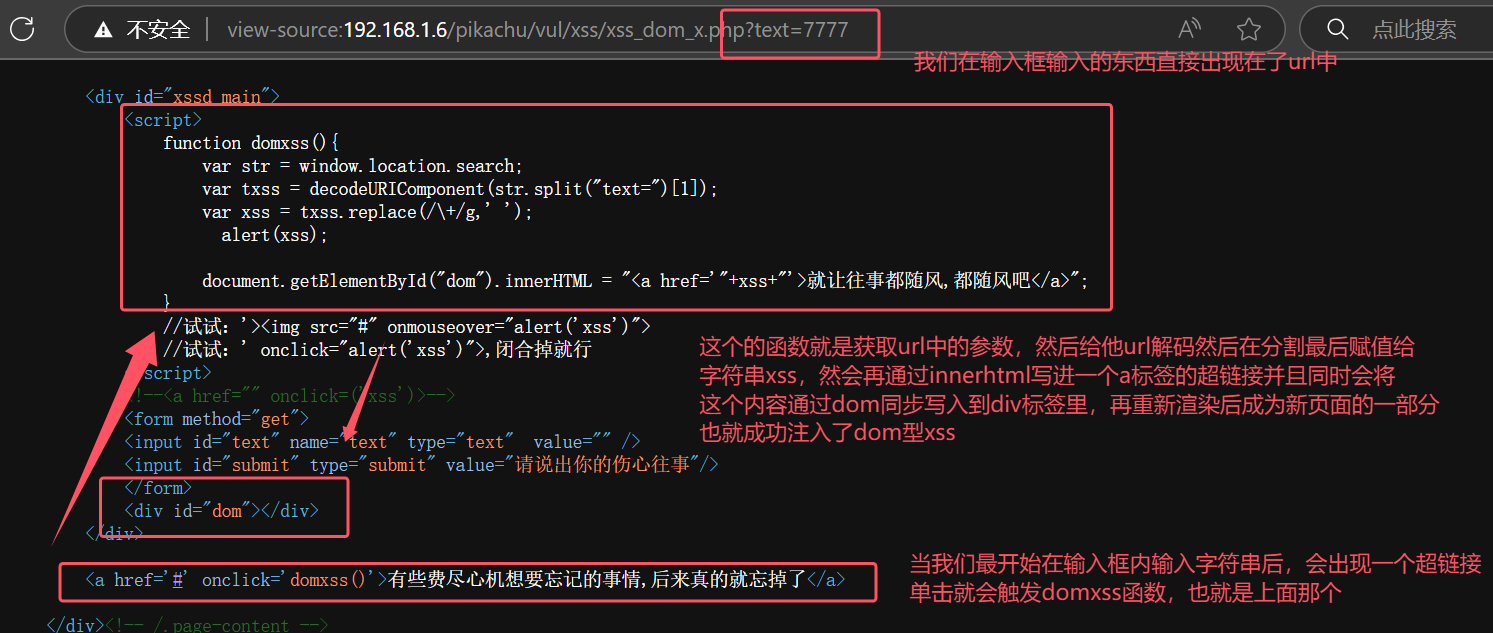 不安全 | view-source:192.168.1.6/pikachu/vul/xss/xss_dom_x.php?text=7777
点此搜索
我们在输入框输入的东西直接出现在了url中
<div id="xssd_main">
<script>
function domxss(){
var str = window.location.search;
var txss = decodeURIComponent(str.split("text=")[1]);
var xss = txss.replace(/\+/g,' ');
alert(xss);
document.getElementById("dom").innerHTML = "<a href='"+xss+"'>就让往事都随风,都随风吧</a>";
}
//试试：'><img src="#" onmouseover="alert('xss')">
//试试：' onclick="alert('xss')">,闭合掉就行
script>
!--<a href="" onclick=('xss')>-->
<form method="get">
<input id="text" name="text" type="text"  value="" />
<input id="submit" type="submit" value="请说出你的伤心往事"/>
</form>
<div id="dom"></div>
</div>
这个的函数就是获取url中的参数，然后给他url解码然后在分割最后赋值给
字符串xss，然会再通过innerhtml写进一个a标签的超链接并且同时会将
这个内容通过dom同步写入到div标签里，再重新渲染后成为新页面的一部分
也就成功注入了dom型xss
<a href='#' onclick='domxss()'>有些费尽心机想要忘记的事情,后来真的就忘掉了</a>
当我们最开始在输入框内输入字符串后，会出现一个超链接
单击就会触发domxss函数，也就是上面那个
</div><!-- /.page-content -->